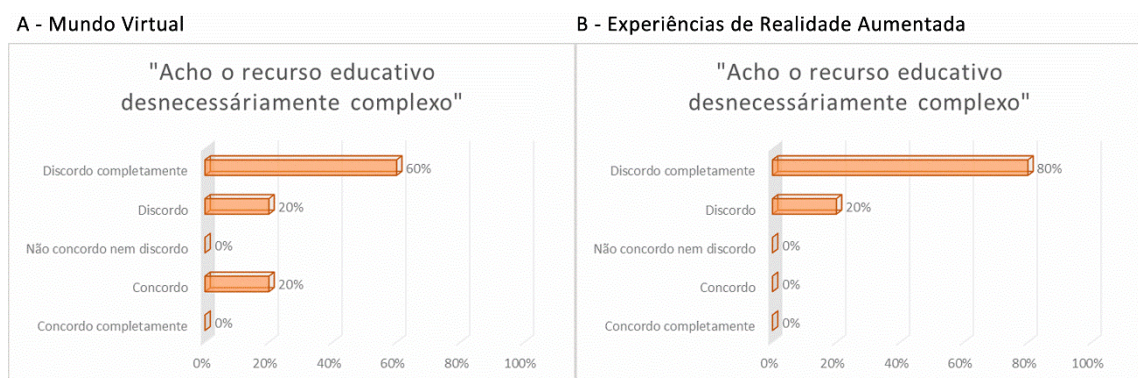 A - Mundo Virtual
"Acho o recurso educativo
desnecessáriamente complexo"
Discordo completamente
60%
Discordo
20%
Não concordo nem discordo
0%
Concordo
20%
Concordo completamente
0%
0% 20% 40% 60% 80% 100%
B - Experiências de Realidade Aumentada
"Acho o recurso educativo
desnecessáriamente complexo"
Discordo completamente
80%
Discordo
20%
Não concordo nem discordo
0%
Concordo
0%
Concordo completamente
0%
0% 20% 40% 60% 80% 100%